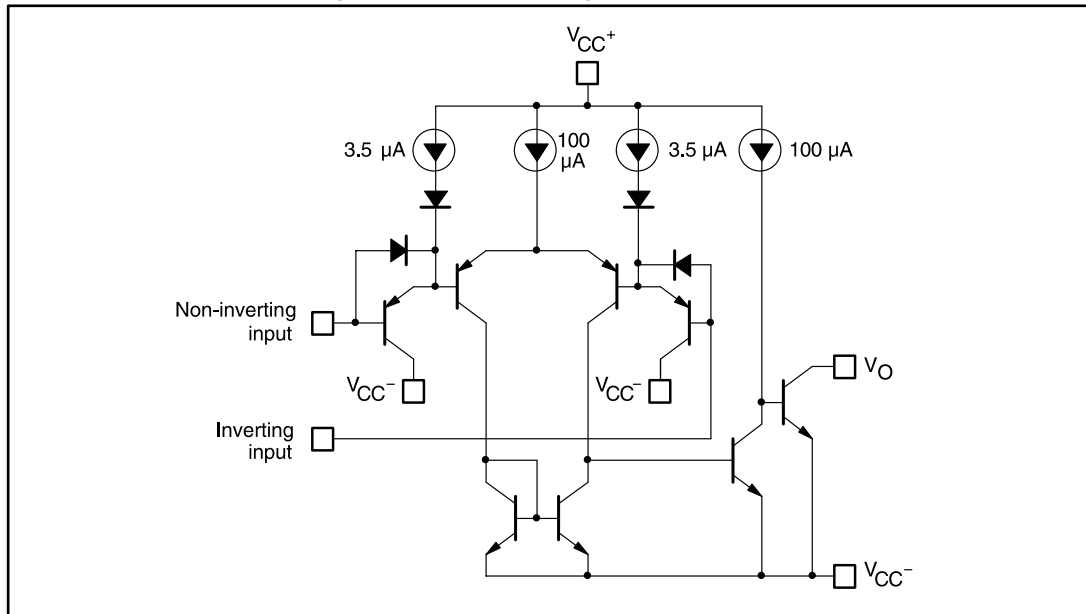 VCC+
3.5 µA
100
µA
3.5 µA
100 µA
Non-inverting
input
VCC−
VCC−
VO
Inverting
input
VCC−